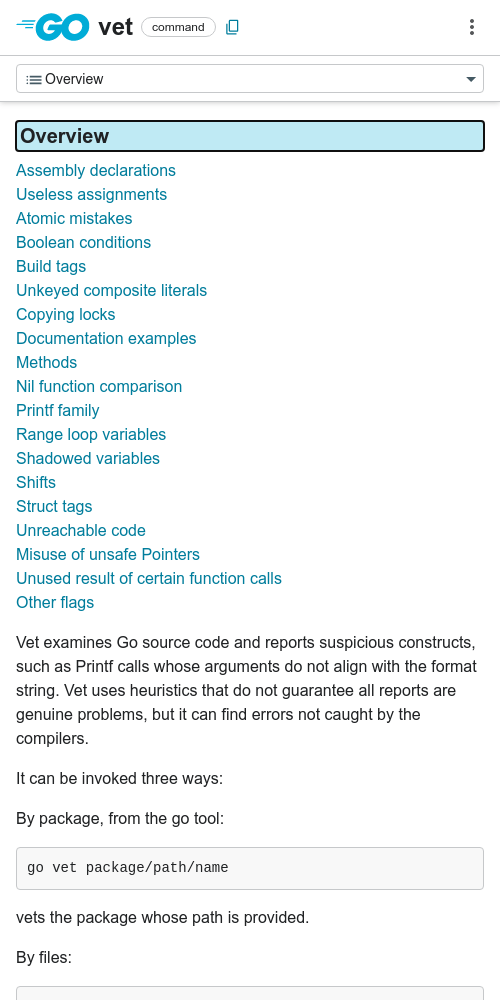 GO vet command
Overview
Overview
Assembly declarations
Useless assignments
Atomic mistakes
Boolean conditions
Build tags
Unkeyed composite literals
Copying locks
Documentation examples
Methods
Nil function comparison
Printf family
Range loop variables
Shadowed variables
Shifts
Struct tags
Unreachable code
Misuse of unsafe Pointers
Unused result of certain function calls
Other flags
Vet examines Go source code and reports suspicious constructs,
such as Printf calls whose arguments do not align with the format
string. Vet uses heuristics that do not guarantee all reports are
genuine problems, but it can find errors not caught by the
compilers.
It can be invoked three ways:
By package, from the go tool:
go vet package/path/name
vets the package whose path is provided.
By files: